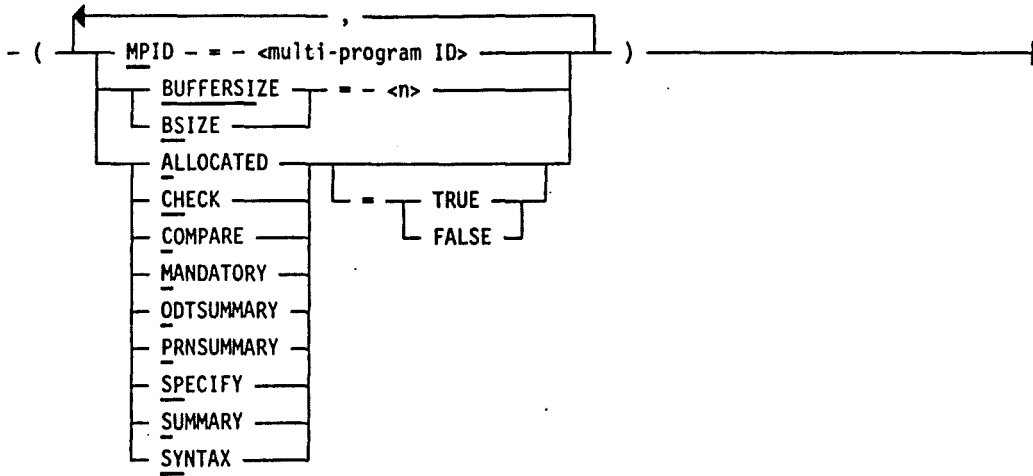 ,
- ( MPID - = - <multi-program ID> )
BUFFERSIZE = - <n>
BSIZE
ALLOCATED
CHECK = TRUE
COMPARE FALSE
MANDATORY
ODTSUMMARY
PRNSUMMARY
SPECIFY
SUMMARY
SYNTAX